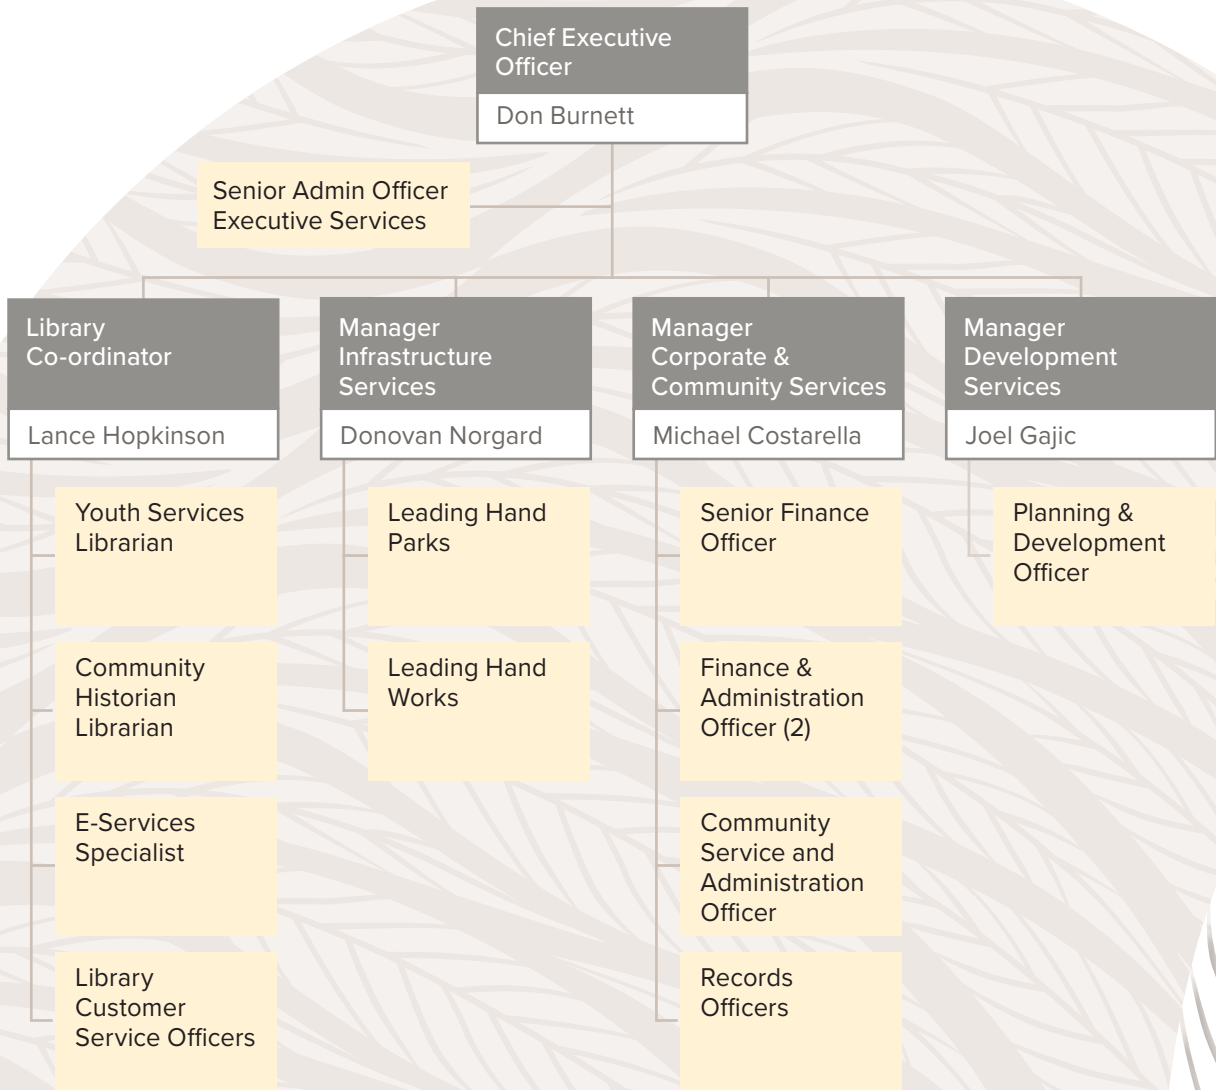 Chief Executive
Officer
Don Burnett
Senior Admin Officer
Executive Services
Library
Co-ordinator
Lance Hopkinson
Youth Services
Librarian
Community
Historian
Librarian
E-Services
Specialist
Library
Customer
Service Officers
Manager
Infrastructure
Services
Donovan Norgard
Leading Hand
Parks
Leading Hand
Works
Manager
Corporate &
Community Services
Michael Costarella
Senior Finance
Officer
Finance &
Administration
Officer (2)
Community
Service and
Administration
Officer
Records
Officers
Manager
Development
Services
Joel Gajic
Planning &
Development
Officer